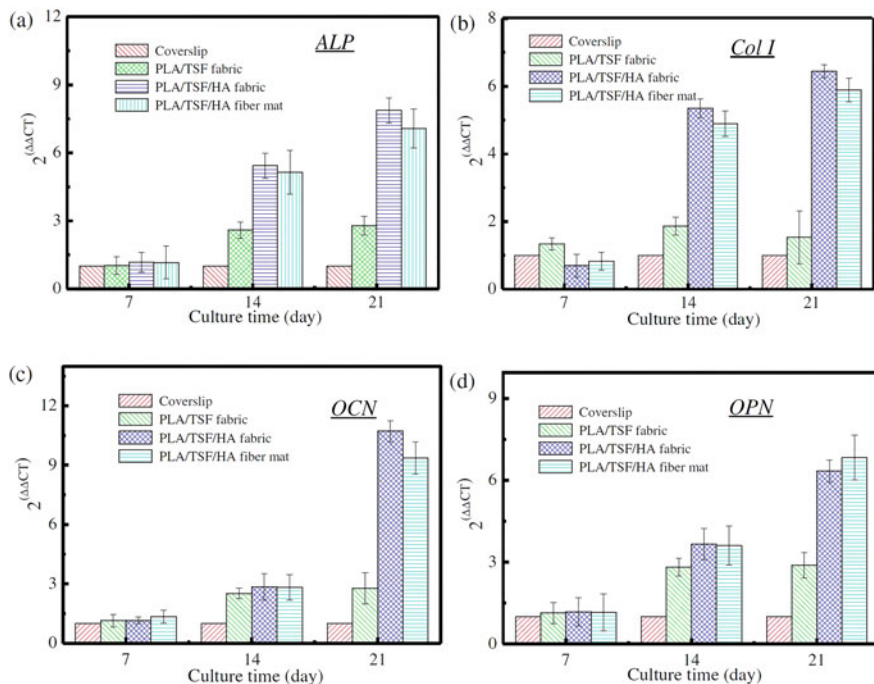 (a)
12
9
6
3
0
2^(ΔΔCT)
ALP
Coverslip
PLA/TSF fabric
PLA/TSF/HA fabric
PLA/TSF/HA fiber mat
7 14 21
Culture time (day)
(b)
8
6
4
2
0
2^(ΔΔCT)
Col I
Coverslip
PLA/TSF fabric
PLA/TSF/HA fabric
PLA/TSF/HA fiber mat
7 14 21
Culture time (day)
(c)
12
9
6
3
0
2^(ΔΔCT)
OCN
Coverslip
PLA/TSF fabric
PLA/TSF/HA fabric
PLA/TSF/HA fiber mat
7 14 21
Culture time (day)
(d)
9
6
3
0
2^(ΔΔCT)
OPN
Coverslip
PLA/TSF fabric
PLA/TSF/HA fabric
PLA/TSF/HA fiber mat
7 14 21
Culture time (day)